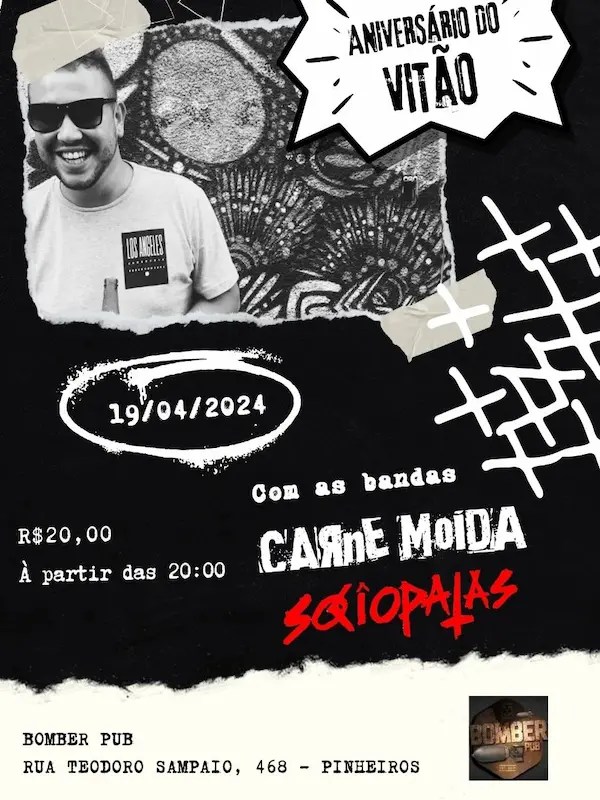 ANIVERSÁRIO DO
VITÃO
LOS ANGELES
19/04/2024
Com as bandas
CARnE MoÍDA
R$20,00
À partir das 20:00
SOCIOPATAS
BOMBER
PUB
BOMBER PUB
RUA TEODORO SAMPAIO, 468 - PINHEIROS